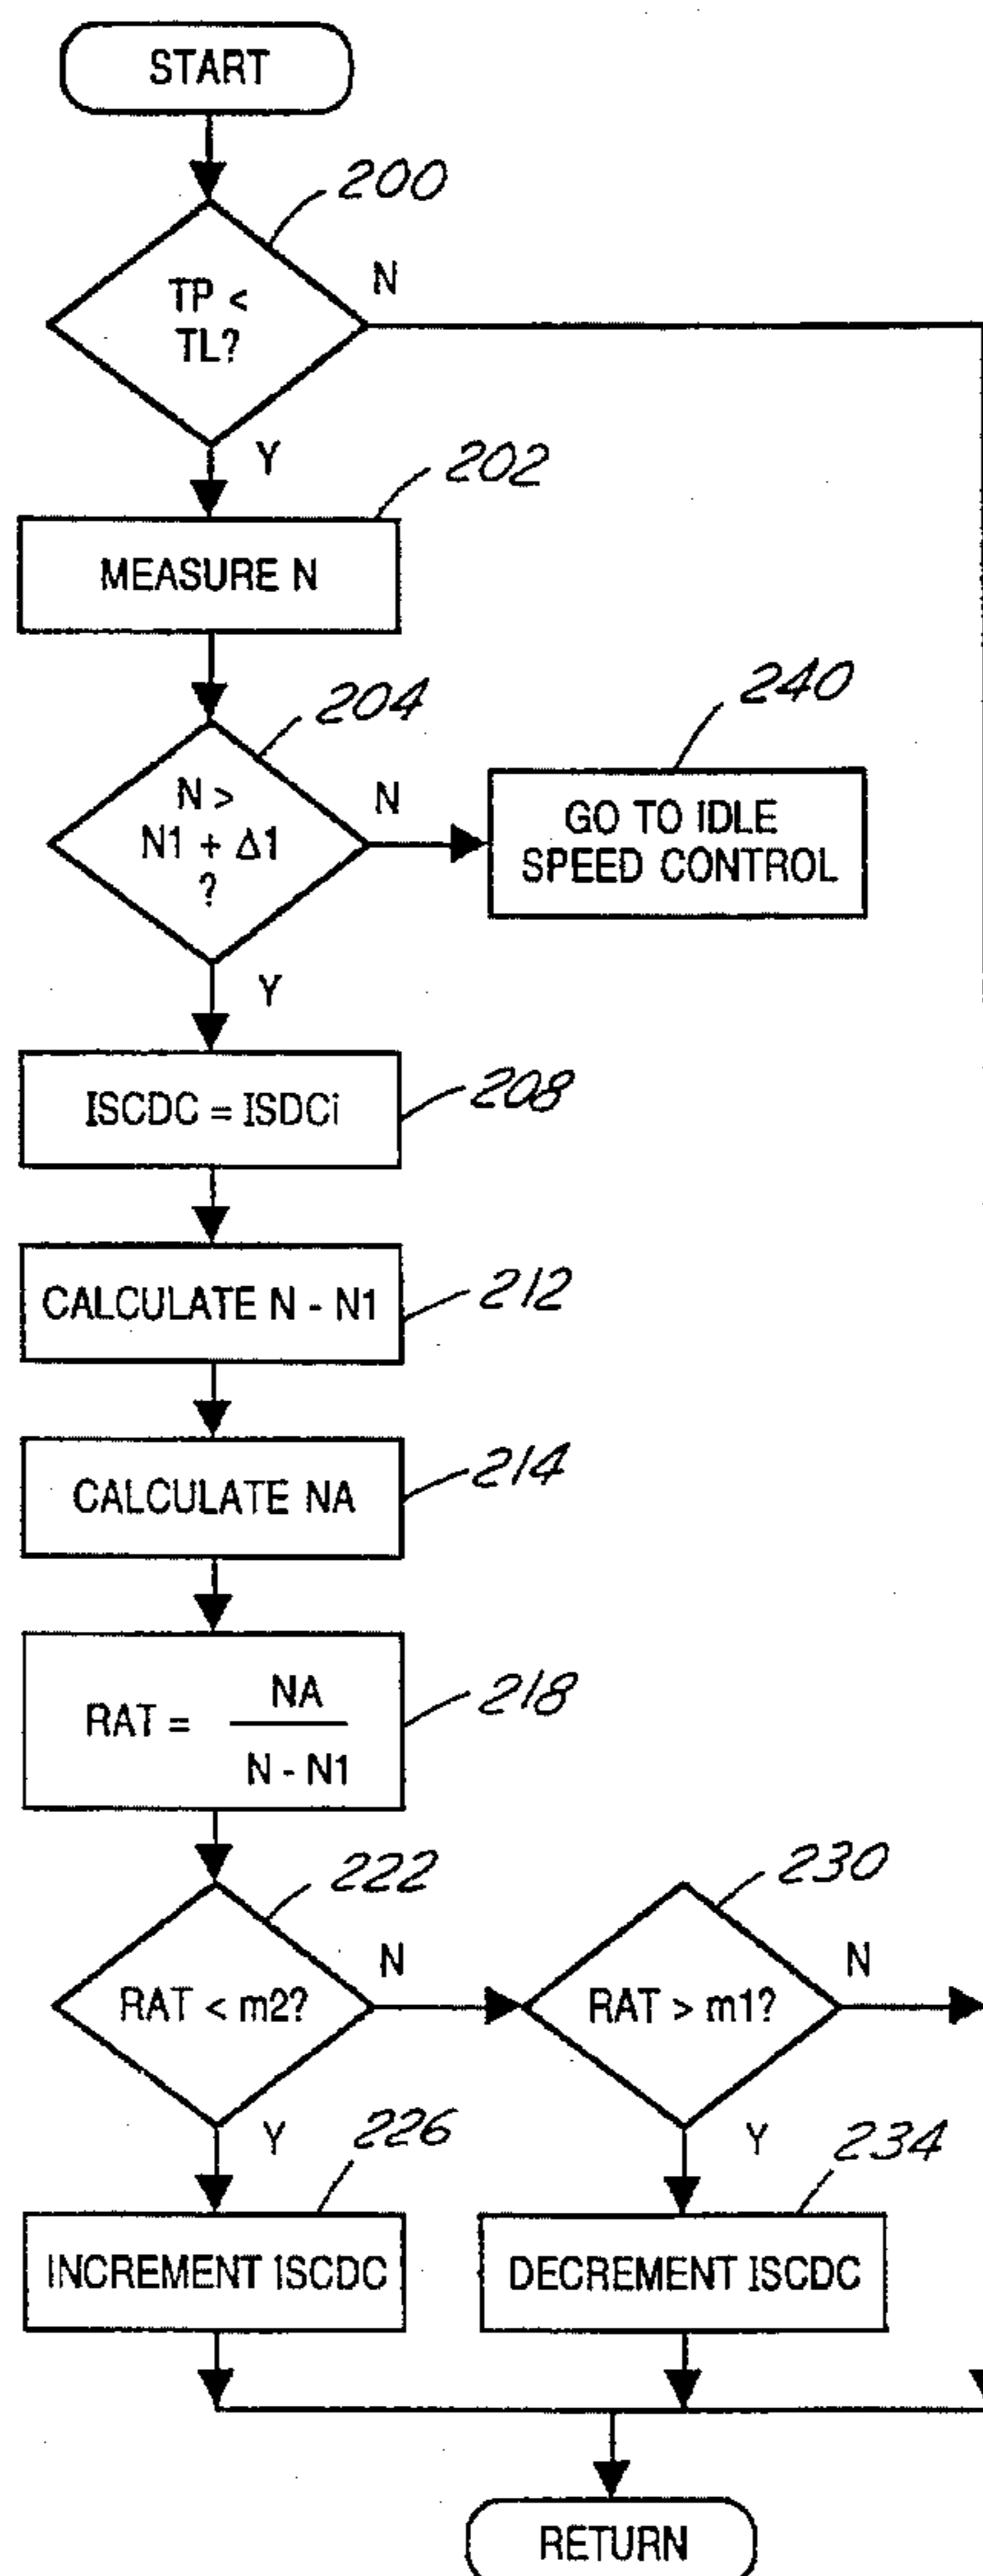 START
200
TP <
TL?
N
Y
202
MEASURE N
204
N >
N1 + Δ1
?
N
240
GO TO IDLE
SPEED CONTROL
Y
ISCDC = ISDCi
208
CALCULATE N - N1
212
CALCULATE NA
214
RAT = NA
N - N1
218
222
RAT < m2?
N
230
RAT > m1?
N
Y
226
Y
234
INCREMENT ISCDC
DECREMENT ISCDC
RETURN